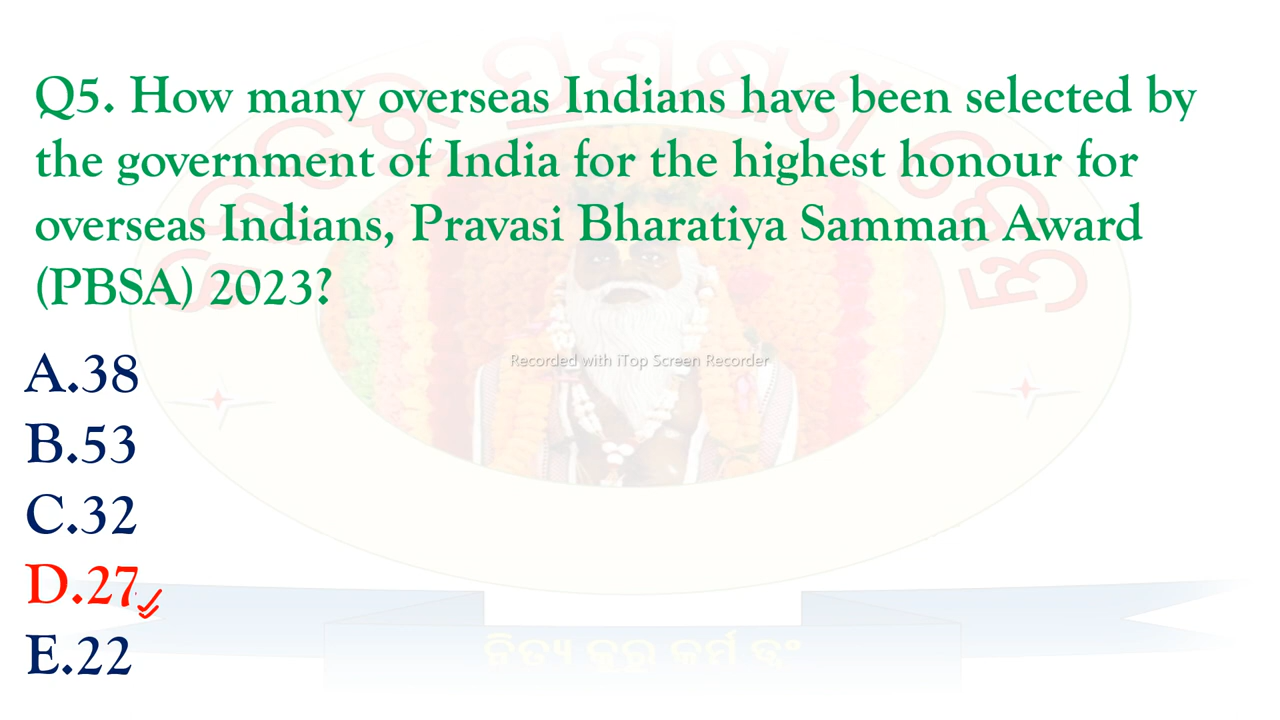 Q5. How many overseas Indians have been selected by
the government of India for the highest honour for
overseas Indians, Pravasi Bharatiya Samman Award
(PBSA) 2023?
Recorded with iTop Screen Recorder
A.38
B.53
C.32
D.27
E.22